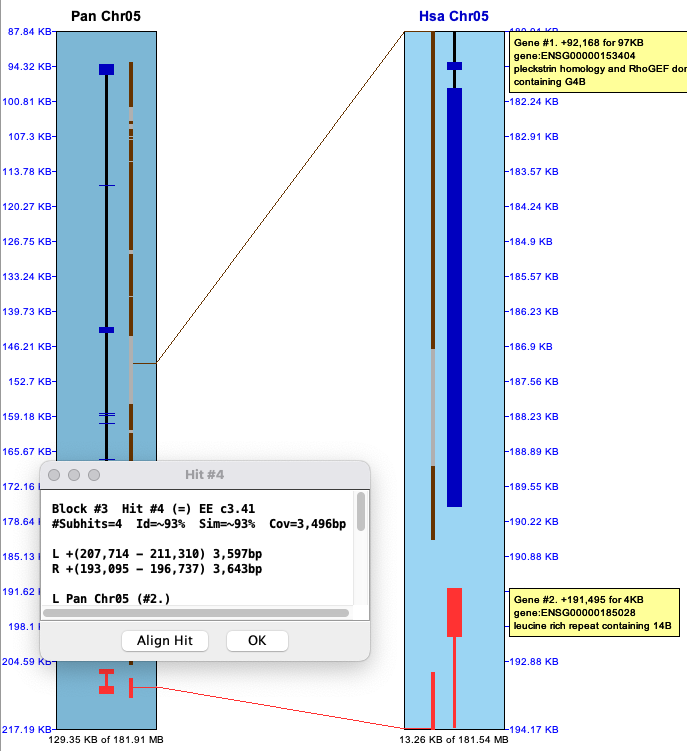 Pan Chr05
Hsa Chr05
87.84 KB
94.32 KB
100.81 KB
107.3 KB
113.78 KB
120.27 KB
126.75 KB
133.24 KB
139.73 KB
146.21 KB
152.7 KB
159.18 KB
165.67 KB
172.16 KB
178.64 KB
185.13 KB
191.62 KB
198.1 K
204.59 KB
217.19 KB
129.35 KB of 181.91 MB
Gene #1. +92,168 for 97KB
gene:ENSG00000153404
pleckstrin homology and RhoGEF dor
containing G4B
182.24 KB
182.91 KB
183.57 KB
184.24 KB
184.9 KB
185.57 KB
186.23 KB
186.9 KB
187.56 KB
188.23 KB
188.89 KB
189.55 KB
190.22 KB
190.88 KB
Gene #2. +191,495 for 4KB
gene:ENSG00000185028
leucine rich repeat containing 14B
192.88 KB
194.17 KB
13.26 KB of 181.54 MB
Hit #4
Block #3 Hit #4 (=) EE c3.41
#Subhits=4 Id=~93% Sim=~93% Cov=3,496bp
L +(207,714 - 211,310) 3,597bp
R +(193,095 - 196,737) 3,643bp
L Pan Chr05 (#2.)
Align Hit
OK